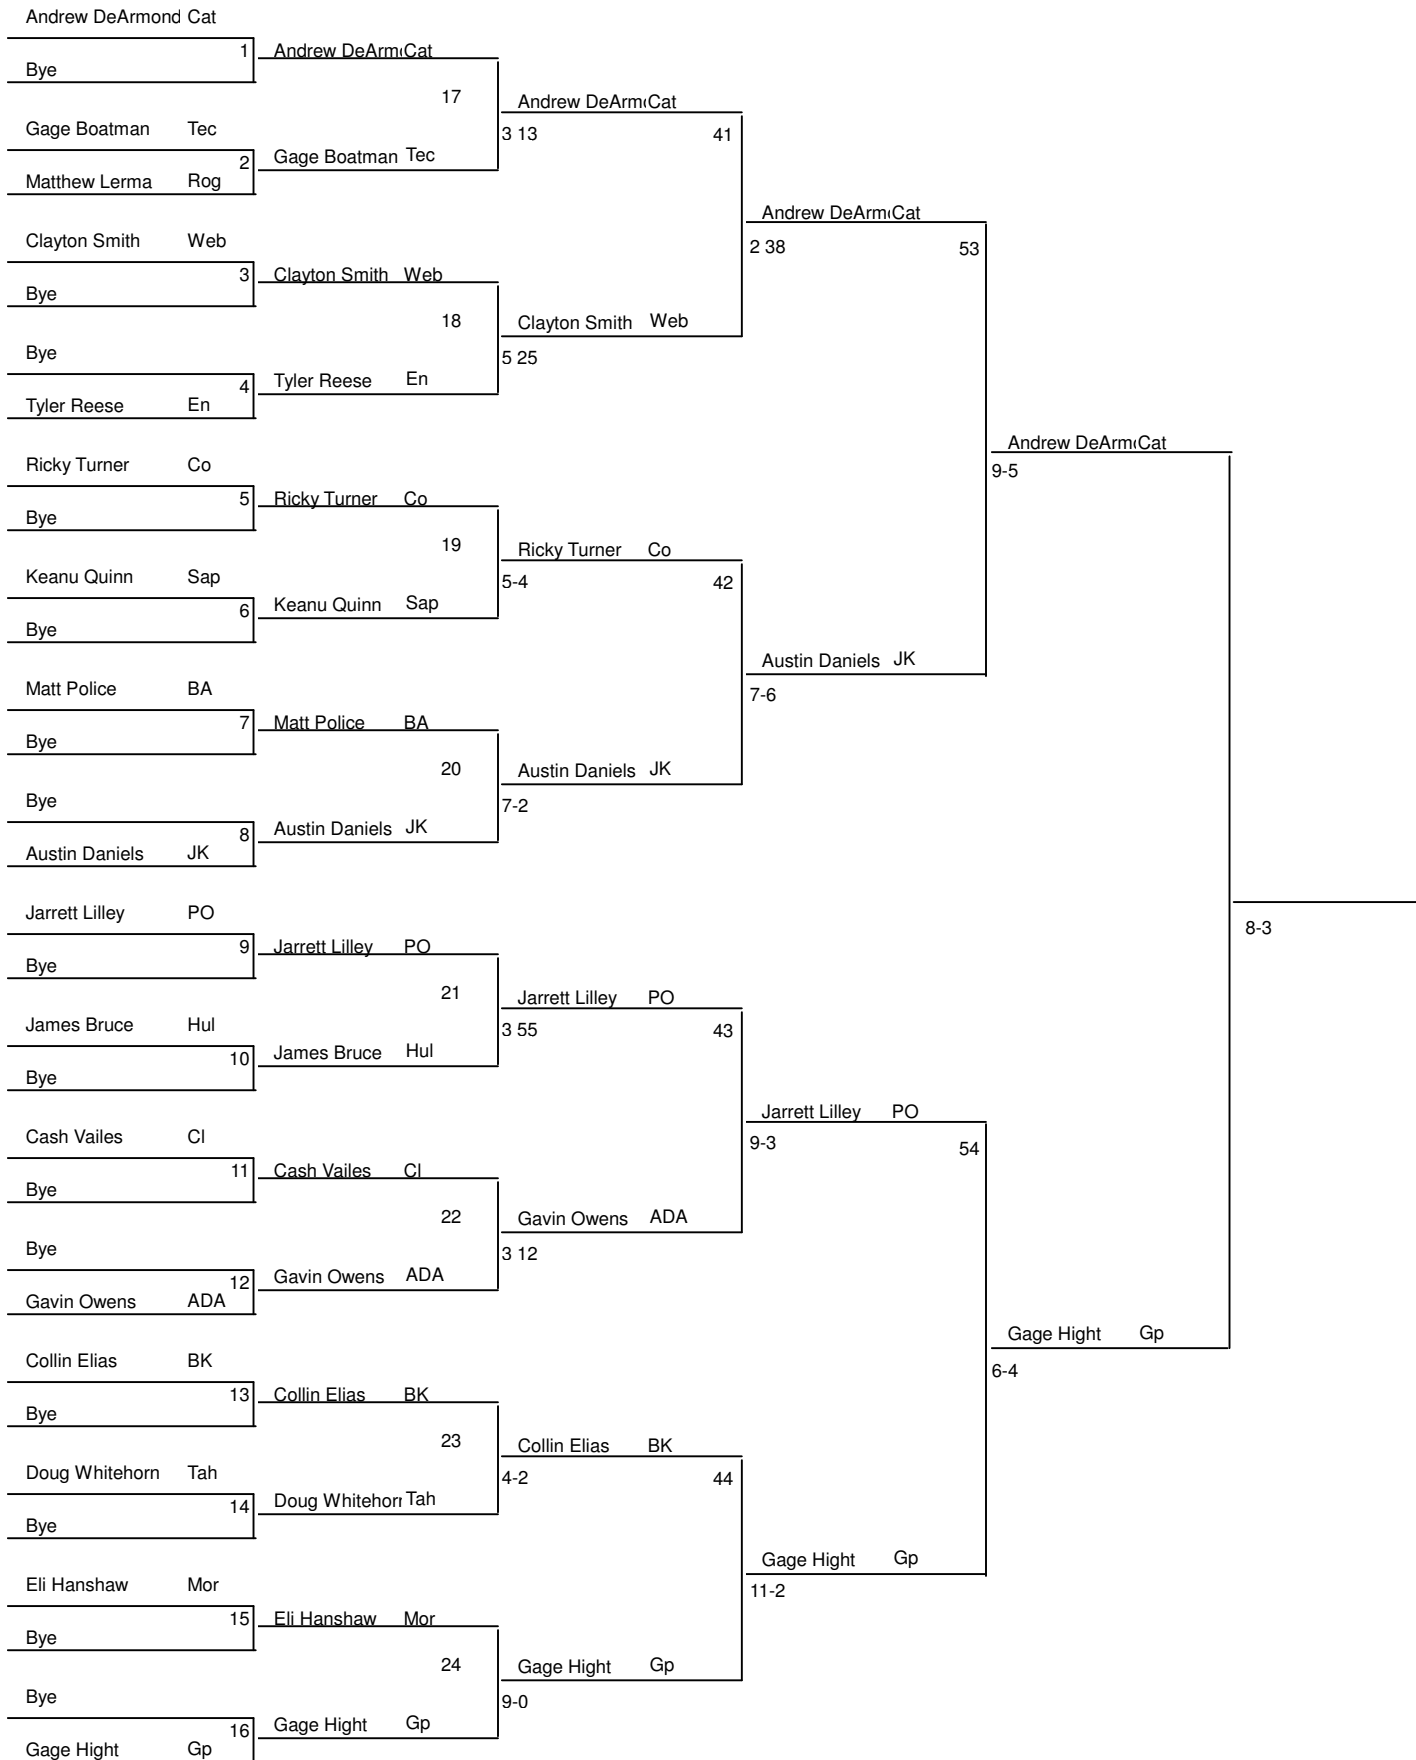 Andrew DeArmond Cat
1
Bye
Gage Boatman Tec
2
Matthew Lerma Rog
Clayton Smith Web
3
Bye
Bye
4
Tyler Reese En
Ricky Turner Co
5
Bye
Keanu Quinn Sap
6
Bye
Matt Police BA
7
Bye
Bye
8
Austin Daniels JK
Jarrett Lilley PO
9
Bye
James Bruce Hul
10
Bye
Cash Vailes Cl
11
Bye
Bye
12
Gavin Owens ADA
Collin Elias BK
13
Bye
Doug Whitehorn Tah
14
Bye
Eli Hanshaw Mor
15
Bye
Bye
16
Gage Hight Gp
Andrew DeArm Cat
17
Gage Boatman Tec
Clayton Smith Web
18
Tyler Reese En
Ricky Turner Co
19
Keanu Quinn Sap
Matt Police BA
20
Austin Daniels JK
Jarrett Lilley PO
21
James Bruce Hul
Cash Vailes Cl
22
Gavin Owens ADA
Collin Elias BK
23
Doug Whitehorn Tah
Eli Hanshaw Mor
24
Gage Hight Gp
Andrew DeArm Cat
3 13
41
Clayton Smith Web
5 25
Ricky Turner Co
5-4
42
Austin Daniels JK
7-2
Jarrett Lilley PO
3 55
43
Gavin Owens ADA
3 12
Collin Elias BK
4-2
44
Gage Hight Gp
9-0
Andrew DeArm Cat
2 38
53
Austin Daniels JK
7-6
Jarrett Lilley PO
9-3
54
Gage Hight Gp
11-2
Andrew DeArm Cat
9-5
Gage Hight Gp
6-4
8-3